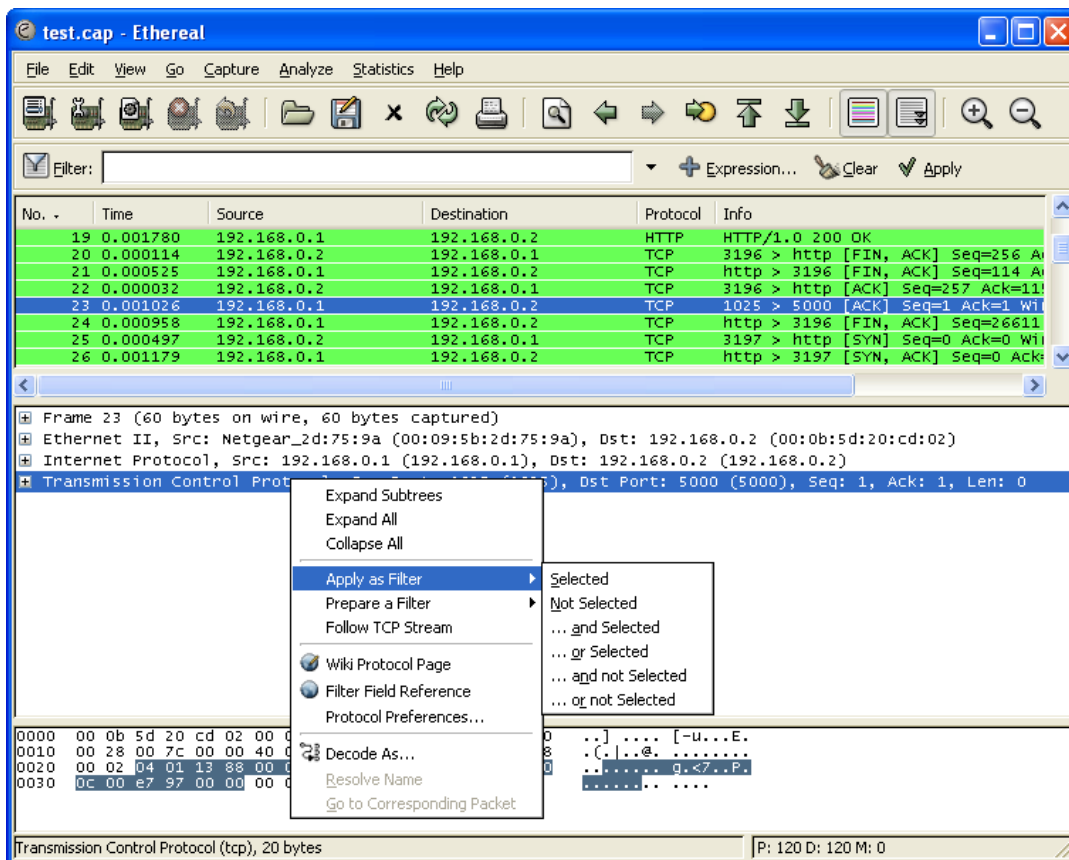 test.cap - Ethereal
File Edit View Go Capture Analyze Statistics Help
Filter: Expression... Clear Apply
No. Time Source Destination Protocol Info
19 0.001780 192.168.0.1 192.168.0.2 HTTP HTTP/1.0 200 OK
20 0.000114 192.168.0.2 192.168.0.1 TCP 3196 > http [FIN, ACK] Seq=256 A
21 0.000525 192.168.0.1 192.168.0.2 TCP http > 3196 [FIN, ACK] Seq=114 A
22 0.000032 192.168.0.2 192.168.0.1 TCP 3196 > http [ACK] Seq=257 Ack=11
23 0.001026 192.168.0.1 192.168.0.2 TCP 1025 > 5000 [ACK] Seq=1 Ack=1 Wi
24 0.000958 192.168.0.1 192.168.0.2 TCP http > 3196 [FIN, ACK] Seq=26611
25 0.000497 192.168.0.2 192.168.0.1 TCP 3197 > http [SYN] Seq=0 Ack=0 Wi
26 0.001179 192.168.0.1 192.168.0.2 TCP http > 3197 [SYN, ACK] Seq=0 Ack
Frame 23 (60 bytes on wire, 60 bytes captured)
Ethernet II, Src: Netgear_2d:75:9a (00:09:5b:2d:75:9a), Dst: 192.168.0.2 (00:0b:5d:20:cd:02)
Internet Protocol, Src: 192.168.0.1 (192.168.0.1), Dst: 192.168.0.2 (192.168.0.2)
Transmission Control Prot 5), Dst Port: 5000 (5000), Seq: 1, Ack: 1, Len: 0
Expand Subtrees
Expand All
Collapse All
Apply as Filter
Prepare a Filter
Follow TCP Stream
Wiki Protocol Page
Filter Field Reference
Protocol Preferences...
Decode As...
Resolve Name
Go to Corresponding Packet
Selected
Not Selected
... and Selected
... or Selected
... and not Selected
... or not Selected
0000 00 0b 5d 20 cd 02 00 0 0 ..] .... [-u...E.
0010 00 28 00 7c 00 00 40 0 8 .(.|..@. ........
0020 00 02 04 01 13 88 00 0 0 ........ g.<7..P.
0030 0c 00 e7 97 00 00 00 0 ........ ....
Transmission Control Protocol (tcp), 20 bytes P: 120 D: 120 M: 0